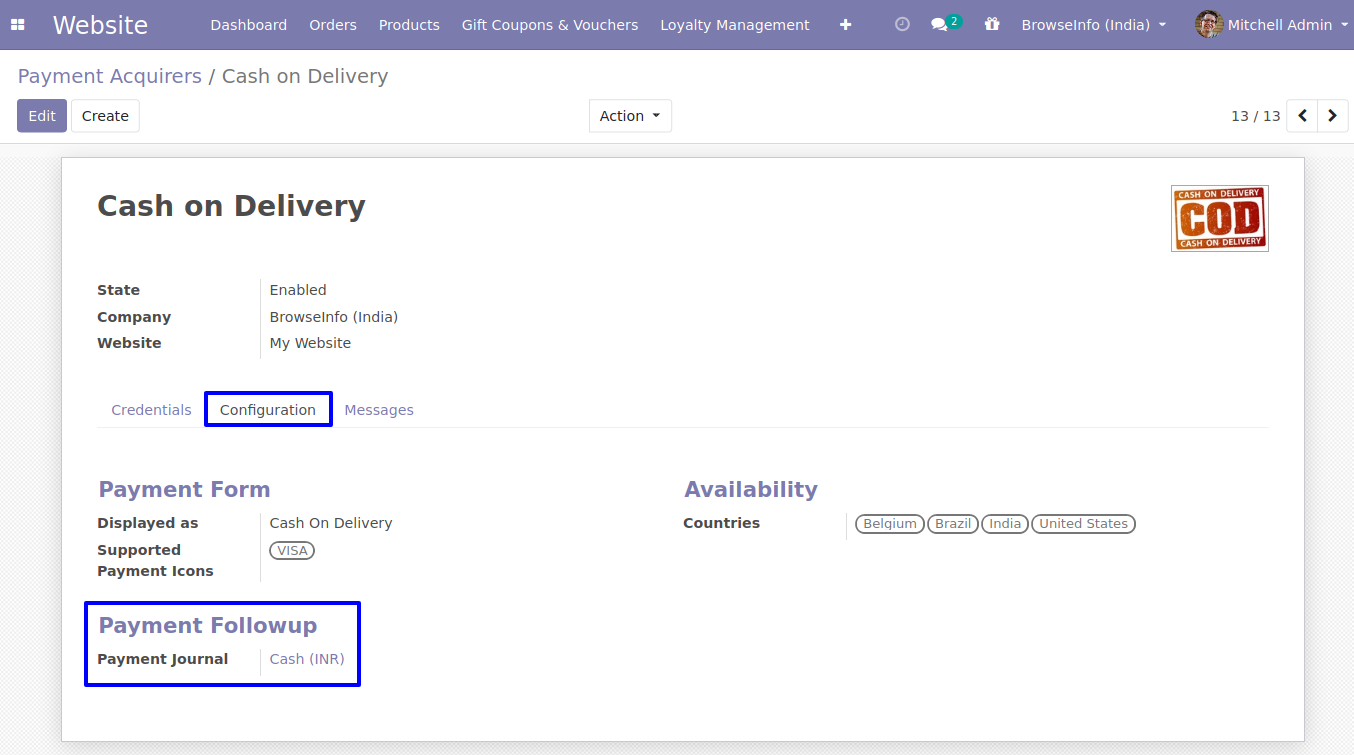 Website Dashboard Orders Products Gift Coupons & Vouchers Loyalty Management 2 BrowseInfo (India) Mitchell Admin
Payment Acquirers / Cash on Delivery
Edit Create Action 13 / 13
Cash on Delivery
CASH ON DELIVERY
COD
CASH ON DELIVERY
State Enabled
Company BrowseInfo (India)
Website My Website
Credentials Configuration Messages
Payment Form
Displayed as Cash On Delivery
Supported Payment Icons VISA
Availability
Countries Belgium Brazil India United States
Payment Followup
Payment Journal Cash (INR)